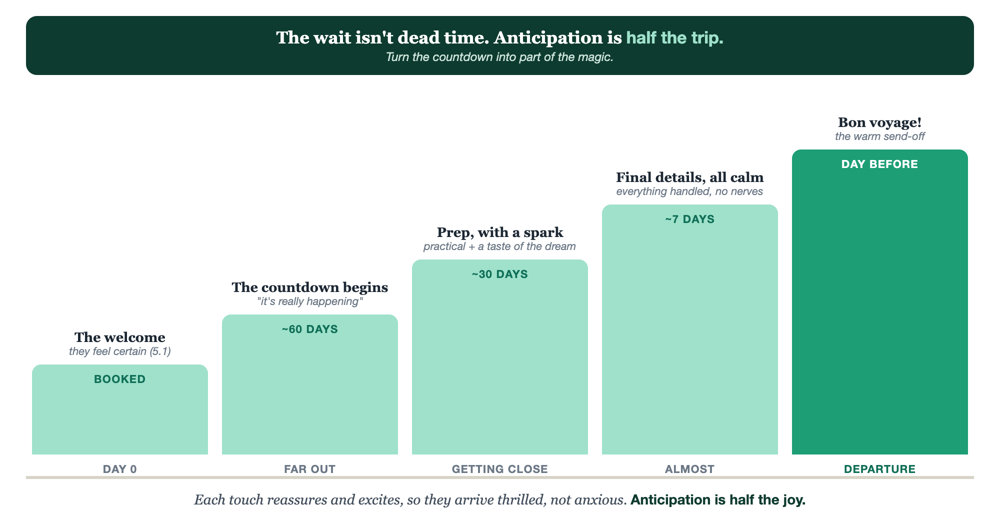 The wait isn't dead time. Anticipation is half the trip.
Turn the countdown into part of the magic.
The welcome
they feel certain (5.1)
BOOKED
DAY 0
The countdown begins
"it's really happening"
~60 DAYS
FAR OUT
Prep, with a spark
practical + a taste of the dream
~30 DAYS
GETTING CLOSE
Final details, all calm
everything handled, no nerves
~7 DAYS
ALMOST
Bon voyage!
the warm send-off
DAY BEFORE
DEPARTURE
Each touch reassures and excites, so they arrive thrilled, not anxious. Anticipation is half the joy.